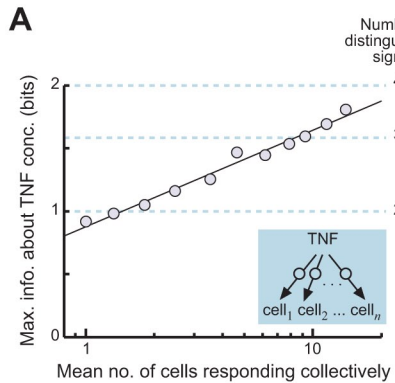 A
Numb
distingu
sign
Max. info. about TNF conc. (bits)
2
1
0
TNF
. . .
cell1 cell2 ... celln
1
10
Mean no. of cells responding collectively